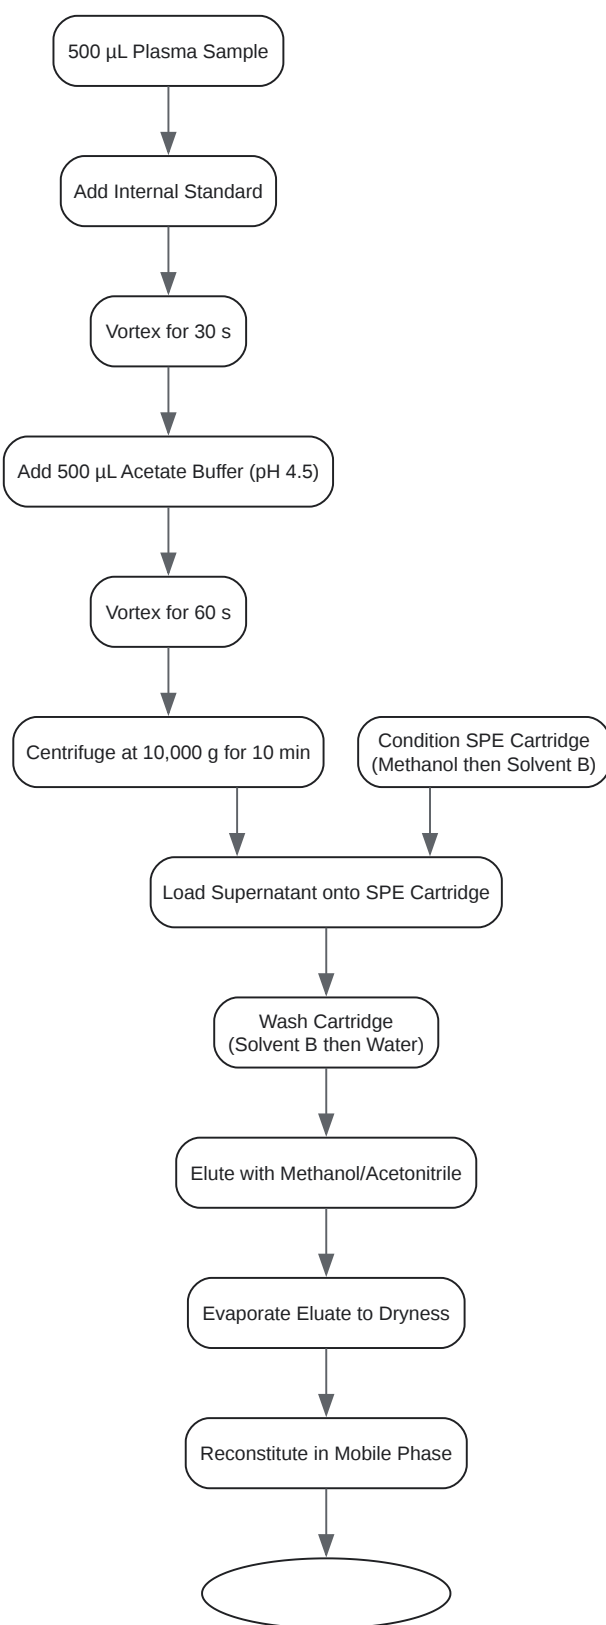 500 µL Plasma Sample
Add Internal Standard
Vortex for 30 s
Add 500 µL Acetate Buffer (pH 4.5)
Vortex for 60 s
Centrifuge at 10,000 g for 10 min
Condition SPE Cartridge
(Methanol then Solvent B)
Load Supernatant onto SPE Cartridge
Wash Cartridge
(Solvent B then Water)
Elute with Methanol/Acetonitrile
Evaporate Eluate to Dryness
Reconstitute in Mobile Phase